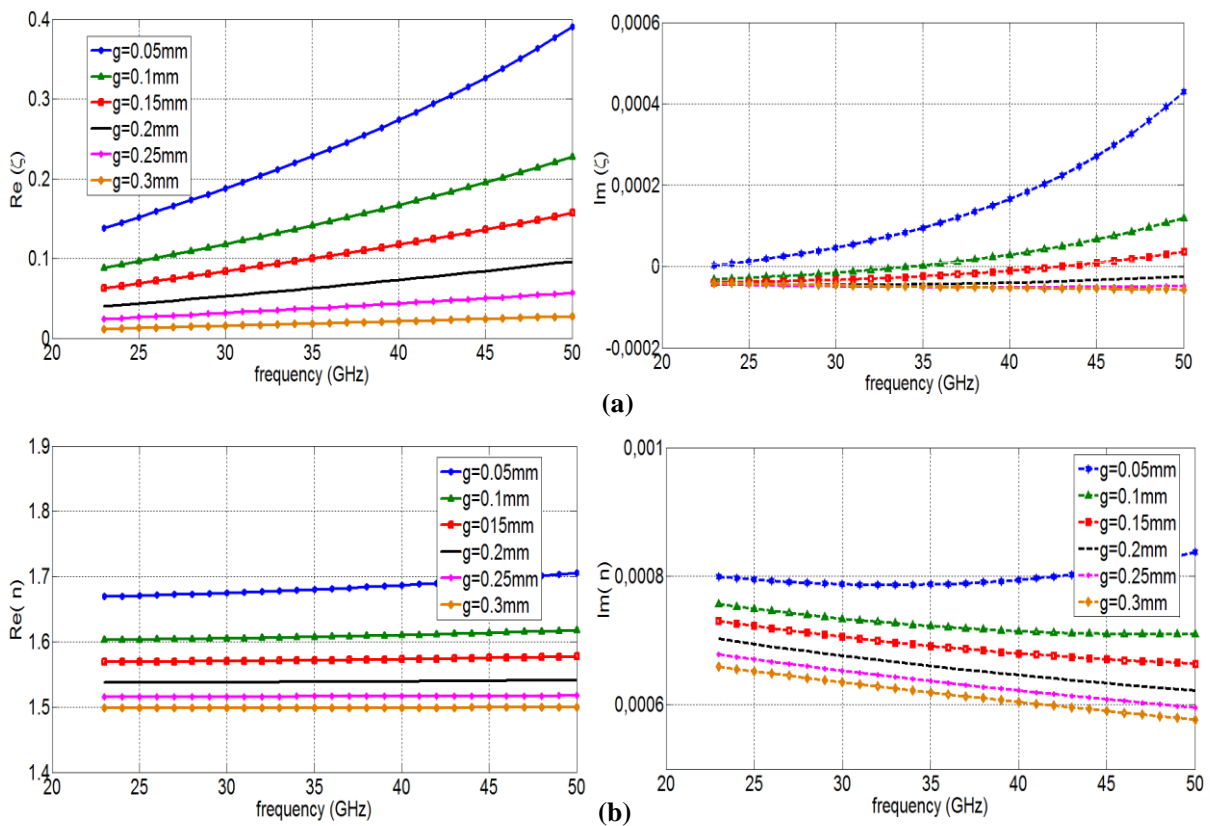 0.4
0.3
0.2
0.1
0
Re (ζ)
g=0.05mm
g=0.1mm
g=0.15mm
g=0.2mm
g=0.25mm
g=0.3mm
20 25 30 35 40 45 50
frequency (GHz)
0,0006
0,0004
0,0002
0
-0,0002
Im (ζ)
20 25 30 35 40 45 50
frequency (GHz)
(a)
1.9
1.8
1.7
1.6
1.5
1.4
Re( n)
g=0.05mm
g=0.1mm
g=015mm
g=0.2mm
g=0.25mm
g=0.3mm
20 25 30 35 40 45 50
frequency (GHz)
0,001
0,0008
0,0006
Im( n)
g=0.05mm
g=0.1mm
g=0.15mm
g=0.2mm
g=0.25mm
g=0.3mm
20 25 30 35 40 45 50
frequency (GHz)
(b)